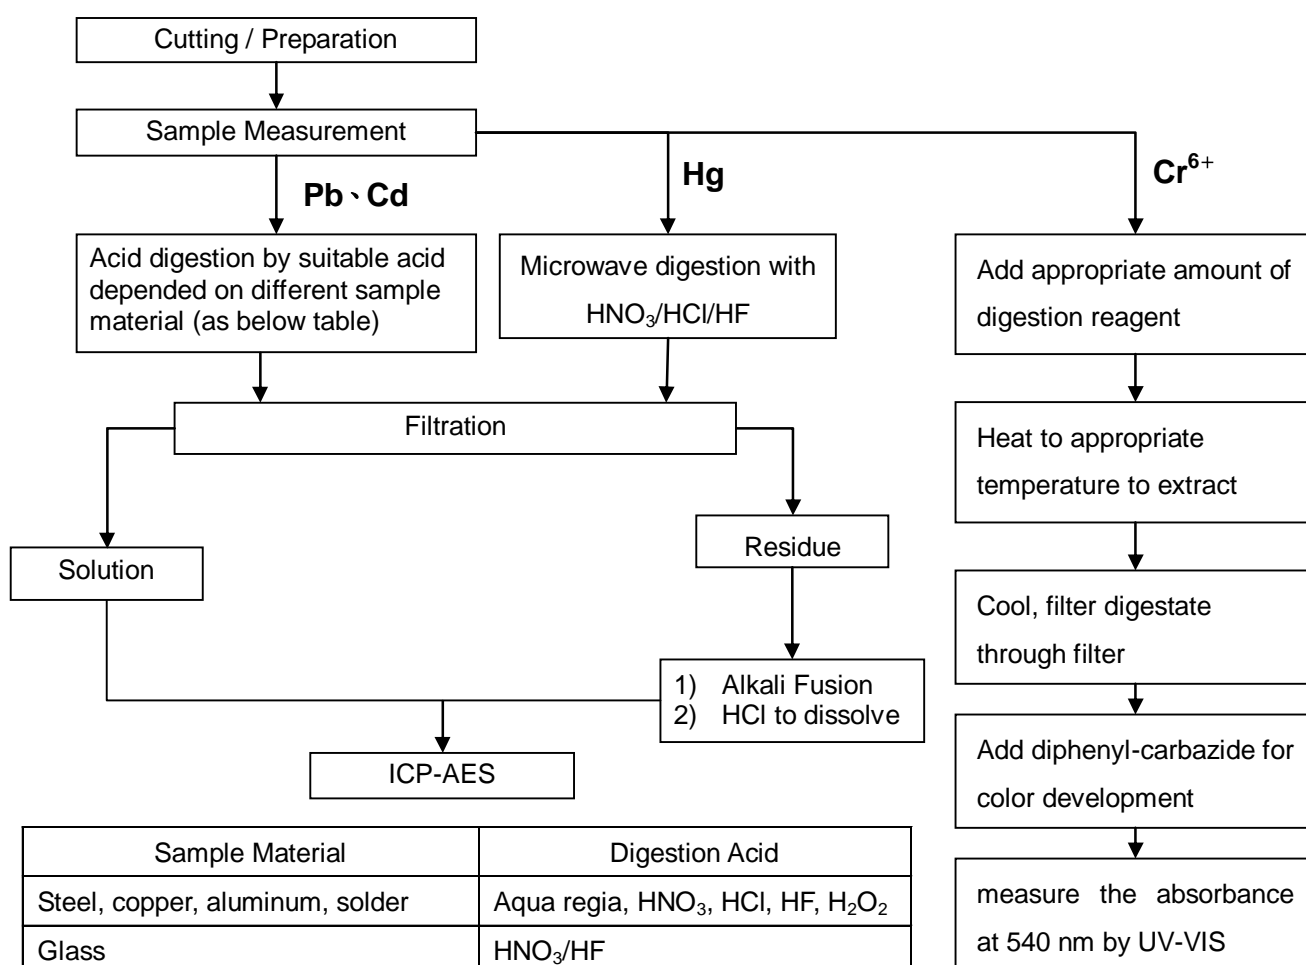 Cutting / Preparation
Sample Measurement
Pb、Cd
Hg
Cr⁶⁺
Acid digestion by suitable acid
depended on different sample
material (as below table)
Microwave digestion with
HNO₃/HCl/HF
Add appropriate amount of
digestion reagent
Filtration
Heat to appropriate
temperature to extract
Solution
Residue
Cool, filter digestate
through filter
1) Alkali Fusion
2) HCl to dissolve
ICP-AES
Add diphenyl-carbazide for
color development
measure the absorbance
at 540 nm by UV-VIS
Sample Material Digestion Acid
Steel, copper, aluminum, solder Aqua regia, HNO₃, HCl, HF, H₂O₂
Glass HNO₃/HF